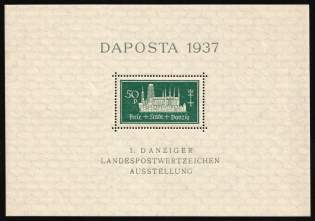 DAPOSTA 1937
50
P
Freie + Stadt + Danzig
1. DANZIGER
LANDESPOSTWERTZEICHEN
AUSSTELLUNG